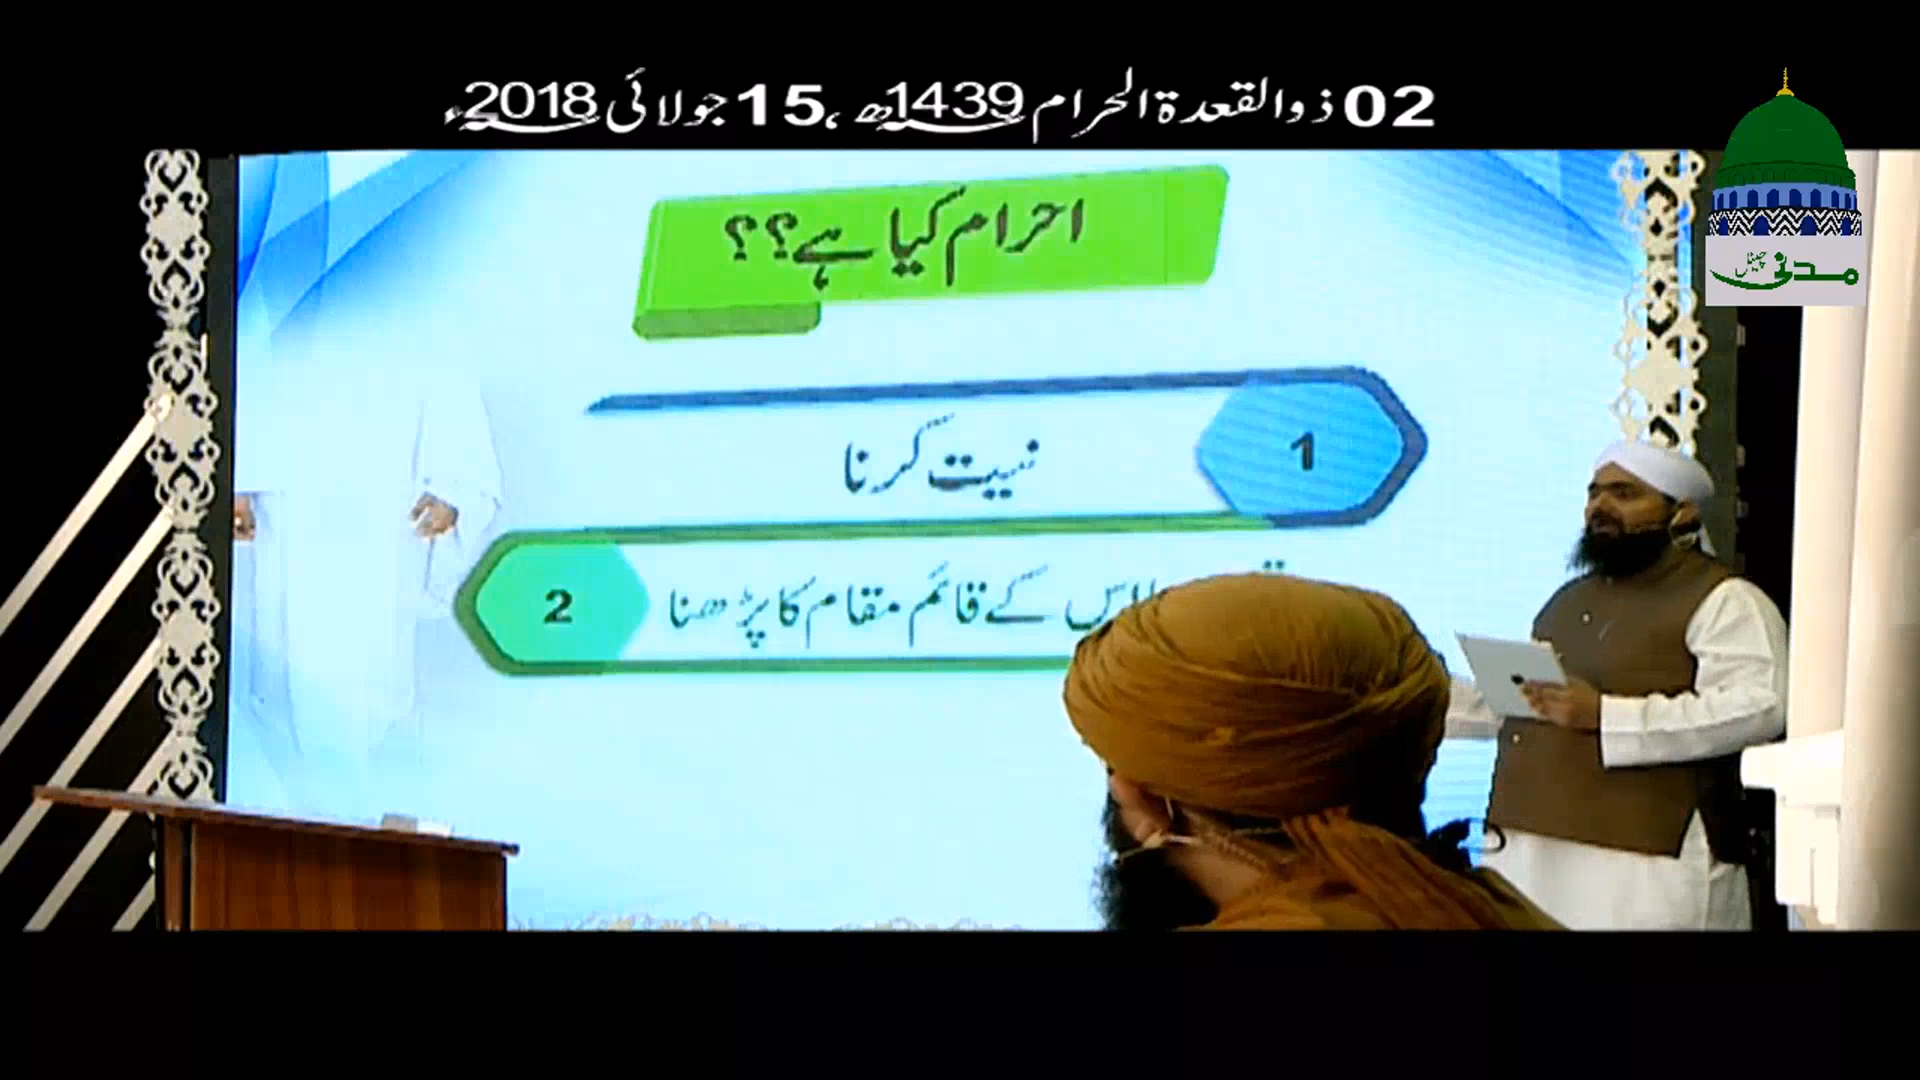 02 ذوالقعدۃ الحرام 1439ھ، 15 جولائی 2018ء
مدنی چینل
احرام کیا ہے؟؟
1 نیت کرنا
2 اس کے قائم مقام کا پڑھنا